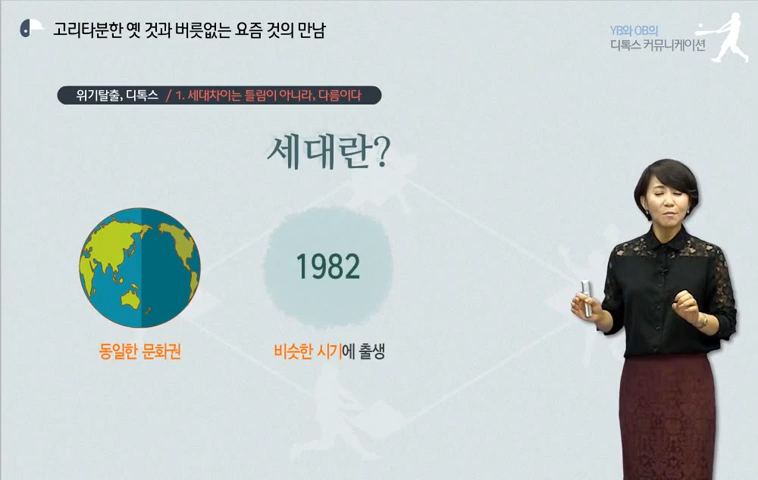 고리타분한 옛 것과 버릇없는 요즘 것의 만남
YB와 OB의
디톡스 커뮤니케이션
위기탈출, 디톡스 / 1. 세대차이는 틀림이 아니라, 다름이다
세대란?
1982
동일한 문화권
비슷한 시기에 출생